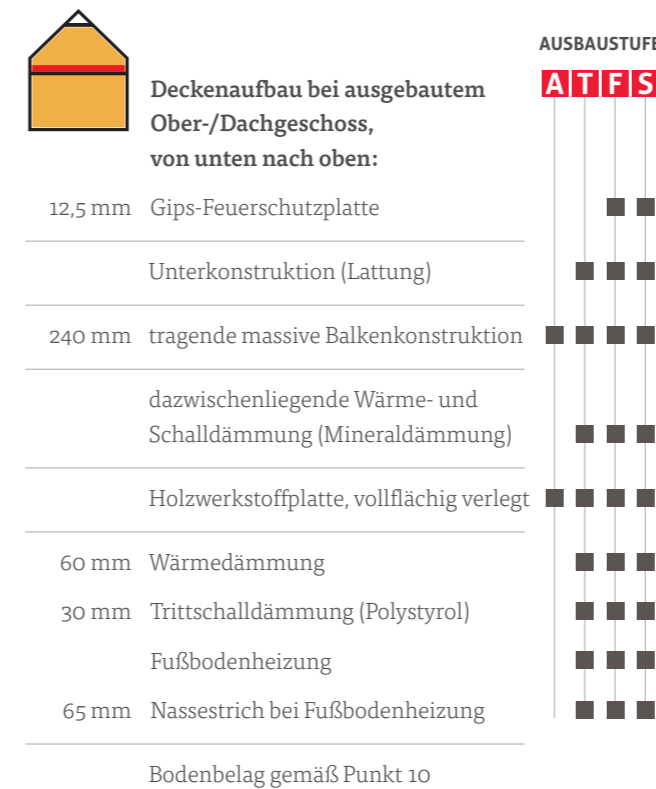 AUSBAUSTUFE
A T F S
Deckenaufbau bei ausgebautem
Ober-/Dachgeschoss,
von unten nach oben:
12,5 mm Gips-Feuerschutzplatte
Unterkonstruktion (Lattung)
240 mm tragende massive Balkenkonstruktion
dazwischenliegende Wärme- und
Schalldämmung (Mineraldämmung)
Holzwerkstoffplatte, vollflächig verlegt
60 mm Wärmedämmung
30 mm Trittschalldämmung (Polystyrol)
Fußbodenheizung
65 mm Nassestrich bei Fußbodenheizung
Bodenbelag gemäß Punkt 10